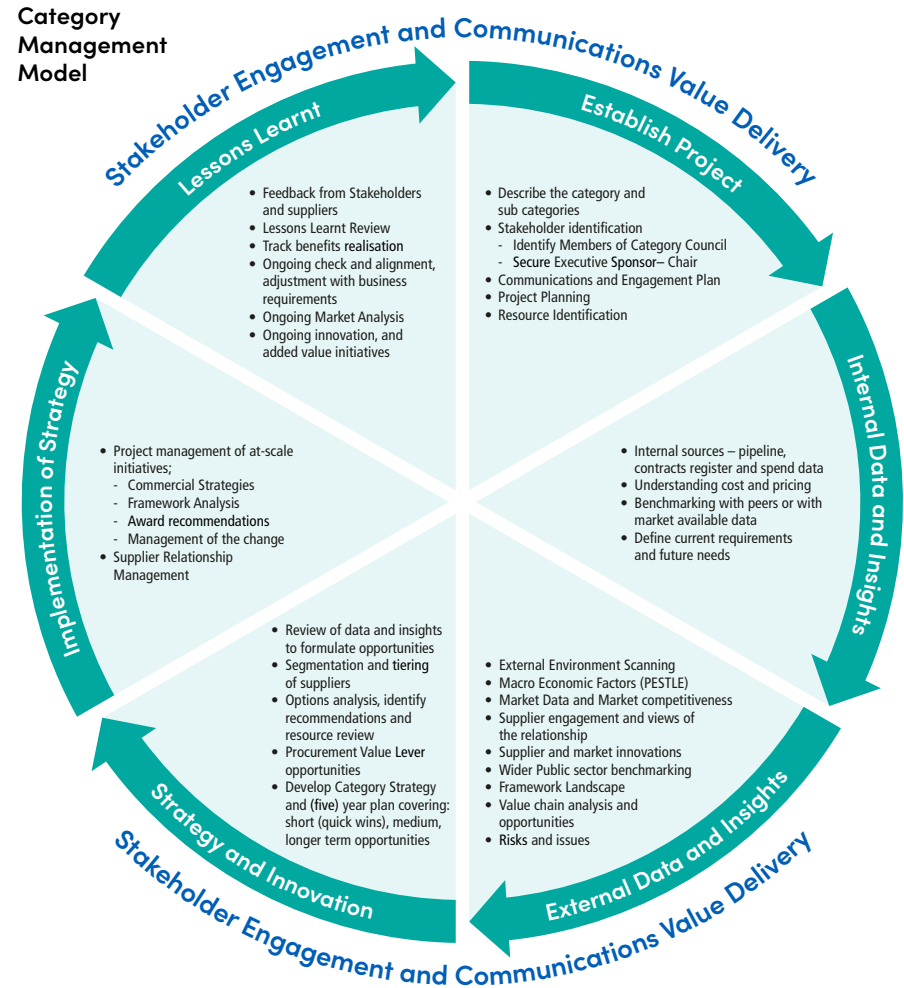 Category
Management
Model
Stakeholder Engagement and Communications Value Delivery
Establish Project
• Describe the category and
sub categories
• Stakeholder identification
- Identify Members of Category Council
- Secure Executive Sponsor– Chair
• Communications and Engagement Plan
• Project Planning
• Resource Identification
Internal Data and Insights
• Internal sources – pipeline,
contracts register and spend data
• Understanding cost and pricing
• Benchmarking with peers or with
market available data
• Define current requirements
and future needs
External Data and Insights
• External Environment Scanning
• Macro Economic Factors (PESTLE)
• Market Data and Market competitiveness
• Supplier engagement and views of
the relationship
• Supplier and market innovations
• Wider Public sector benchmarking
• Framework Landscape
• Value chain analysis and
opportunities
• Risks and issues
Strategy and Innovation
• Review of data and insights
to formulate opportunities
• Segmentation and tiering
of suppliers
• Options analysis, identify
recommendations and
resource review
• Procurement Value Lever
opportunities
• Develop Category Strategy
and (five) year plan covering:
short (quick wins), medium,
longer term opportunities
Implementation of Strategy
• Project management of at-scale
initiatives;
- Commercial Strategies
- Framework Analysis
- Award recommendations
- Management of the change
• Supplier Relationship
Management
Lessons Learnt
• Feedback from Stakeholders
and suppliers
• Lessons Learnt Review
• Track benefits realisation
• Ongoing check and alignment,
adjustment with business
requirements
• Ongoing Market Analysis
• Ongoing innovation, and
added value initiatives
Stakeholder Engagement and Communications Value Delivery